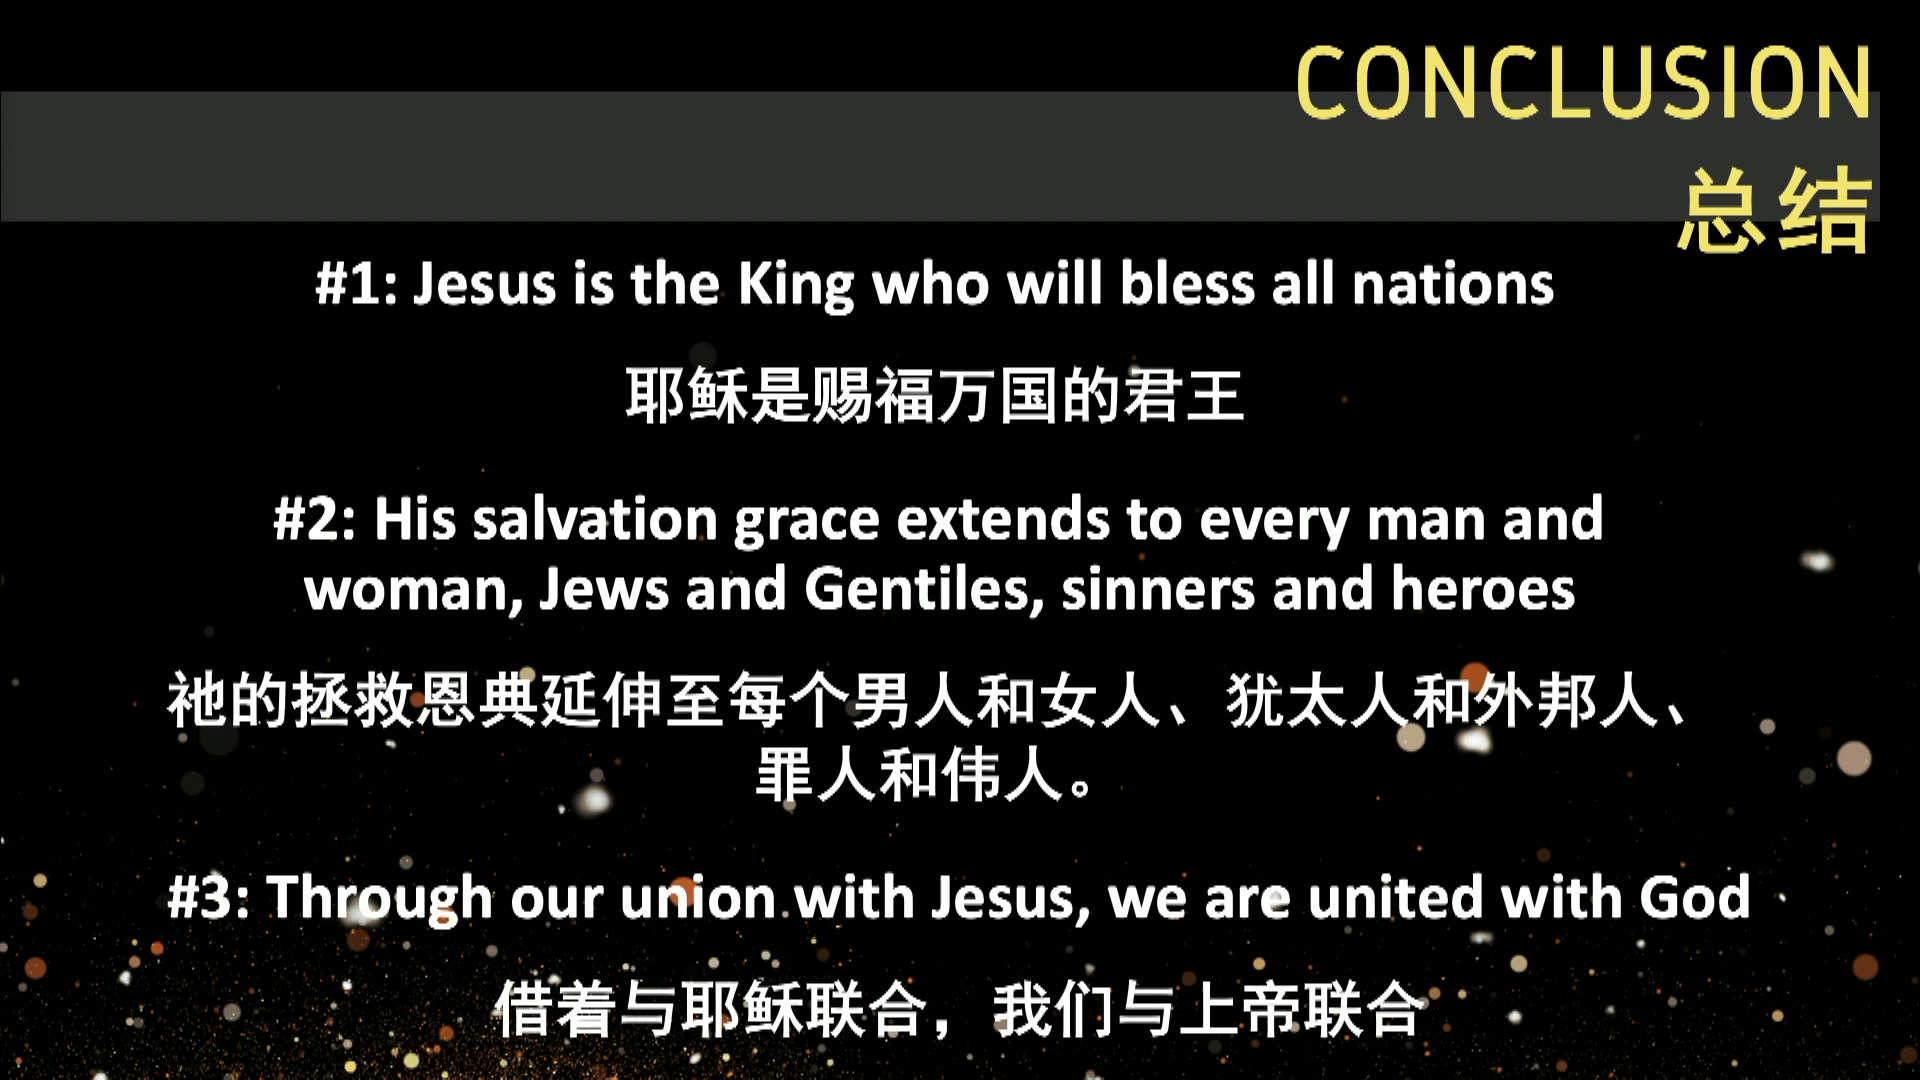 CONCLUSION
总结
#1: Jesus is the King who will bless all nations
耶稣是赐福万国的君王
#2: His salvation grace extends to every man and
woman, Jews and Gentiles, sinners and heroes
祂的拯救恩典延伸至每个男人和女人、犹太人和外邦人、
罪人和伟人。
#3: Through our union with Jesus, we are united with God
借着与耶稣联合，我们与上帝联合